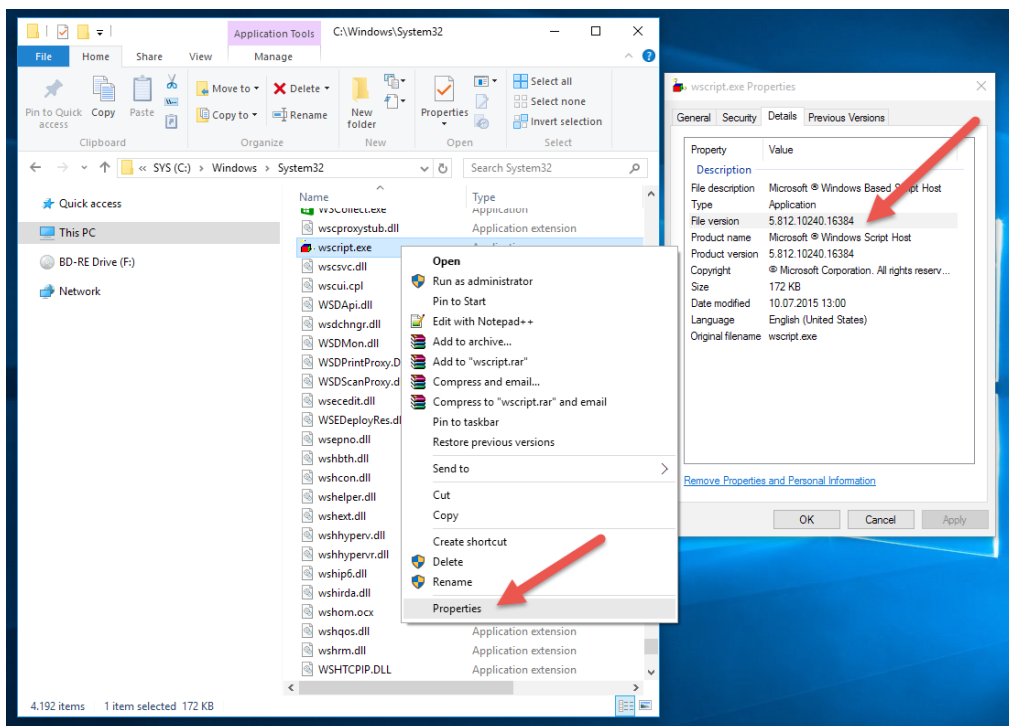 Application Tools C:\Windows\System32
File Home Share View Manage
Pin to Quick access
Copy
Paste
Move to
Copy to
Delete
Rename
New folder
Properties
Select all
Select none
Invert selection
Clipboard Organize New Open Select
« SYS (C:) > Windows > System32
Search System32
Quick access
This PC
BD-RE Drive (F:)
Network
Name Type
WSCollect.exe Application
wscproxystub.dll Application extension
wscript.exe
wscsvc.dll
wscui.cpl
WSDApi.dll
wsdchngr.dll
WSDMon.dll
WSDPrintProxy.D
WSDScanProxy.d
wsecedit.dll
WSEDeployRes.dl
wsepno.dll
wshbth.dll
wshcon.dll
wshelper.dll
wshext.dll
wshhyperv.dll
wshhypervr.dll
wship6.dll
wshirda.dll
wshom.ocx
wshqos.dll Application extension
wshrm.dll Application extension
WSHTCPIP.DLL Application extension
4.192 items 1 item selected 172 KB
Open
Run as administrator
Pin to Start
Edit with Notepad++
Add to archive...
Add to "wscript.rar"
Compress and email...
Compress to "wscript.rar" and email
Pin to taskbar
Restore previous versions
Send to
Cut
Copy
Create shortcut
Delete
Rename
Properties
wscript.exe Properties
General Security Details Previous Versions
Property Value
Description
File description Microsoft ® Windows Based Script Host
Type Application
File version 5.812.10240.16384
Product name Microsoft ® Windows Script Host
Product version 5.812.10240.16384
Copyright © Microsoft Corporation. All rights reserv...
Size 172 KB
Date modified 10.07.2015 13:00
Language English (United States)
Original filename wscript.exe
Remove Properties and Personal Information
OK Cancel Apply